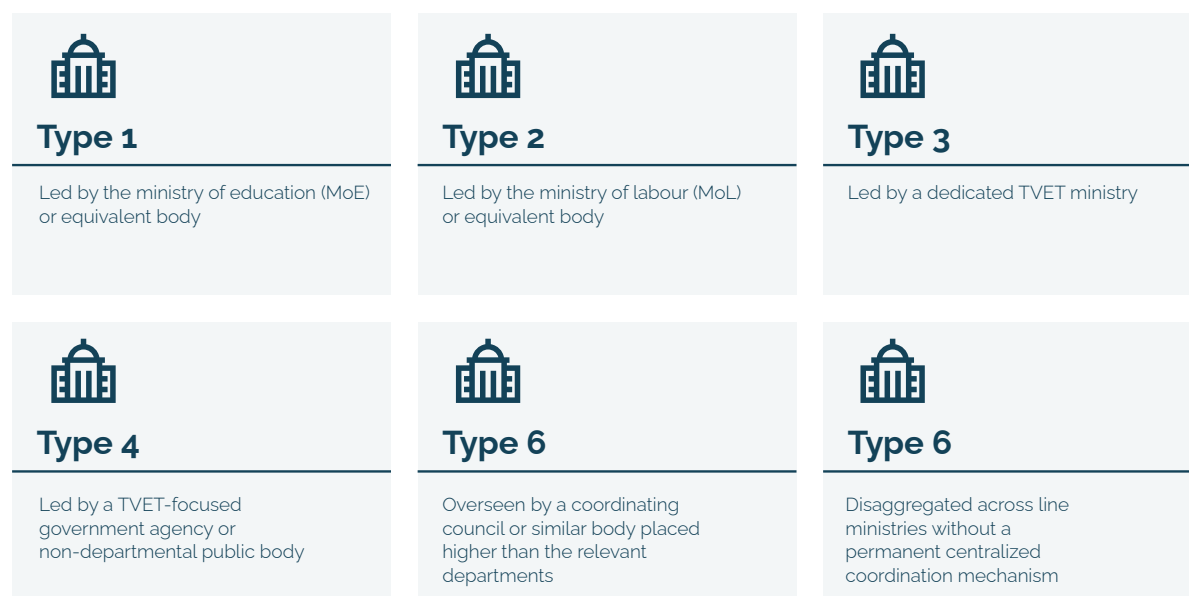 Type 1
Led by the ministry of education (MoE)
or equivalent body
Type 2
Led by the ministry of labour (MoL)
or equivalent body
Type 3
Led by a dedicated TVET ministry
Type 4
Led by a TVET-focused
government agency or
non-departmental public body
Type 6
Overseen by a coordinating
council or similar body placed
higher than the relevant
departments
Type 6
Disaggregated across line
ministries without a
permanent centralized
coordination mechanism